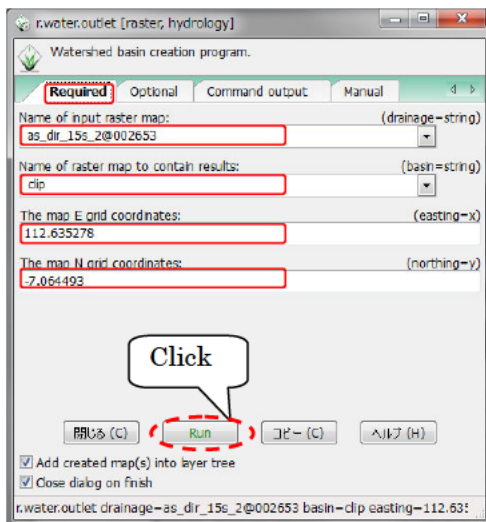 r.water.outlet [raster, hydrology]
Watershed basin creation program.
Required Optional Command output Manual
Name of input raster map: (drainage=string)
as_dir_15s_2@002653
Name of raster map to contain results: (basin=string)
clip
The map E grid coordinates: (easting=x)
112.635278
The map N grid coordinates: (northing=y)
-7.064493
Click
閉じる (C) Run コピー (C) ヘルプ (H)
Add created map(s) into layer tree
Close dialog on finish
r.water.outlet drainage=as_dir_15s_2@002653 basin=clip easting=112.635